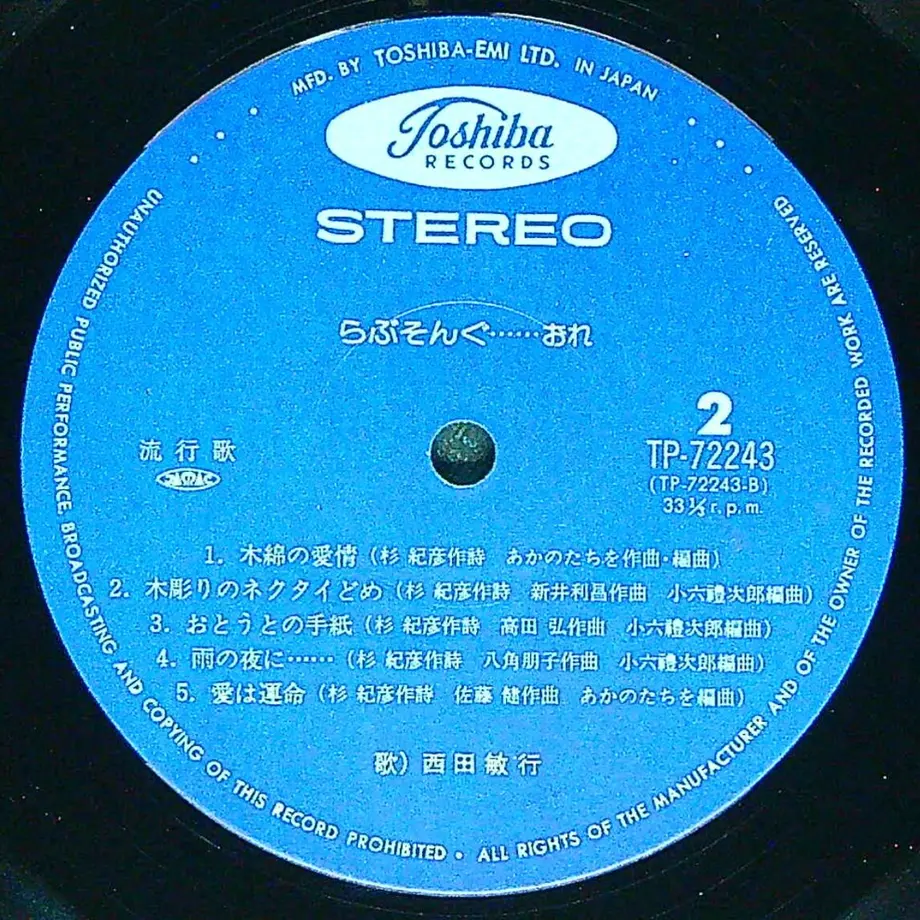 MFD. BY TOSHIBA-EMI LTD. IN JAPAN
Toshiba
RECORDS
STEREO
らぶそんぐ……おれ
2
TP-72243
(TP-72243-B)
33⅓ r.p.m.
流行歌
JASRAC
1. 木綿の愛情(杉 紀彦作詩 あかのたちを作曲・編曲)
2. 木彫りのネクタイどめ(杉 紀彦作詩 新井利昌作曲 小六禮次郎編曲)
3. おとうとの手紙(杉 紀彦作詩 高田 弘作曲 小六禮次郎編曲)
4. 雨の夜に……(杉 紀彦作詩 八角朋子作曲 小六禮次郎編曲)
5. 愛は運命(杉 紀彦作詩 佐藤 健作曲 あかのたちを編曲)
歌) 西田敏行
UNAUTHORIZED PUBLIC PERFORMANCE, BROADCASTING AND COPYING OF THIS RECORD PROHIBITED • ALL RIGHTS OF THE MANUFACTURER AND OF THE OWNER OF THE RECORDED WORK ARE RESERVED